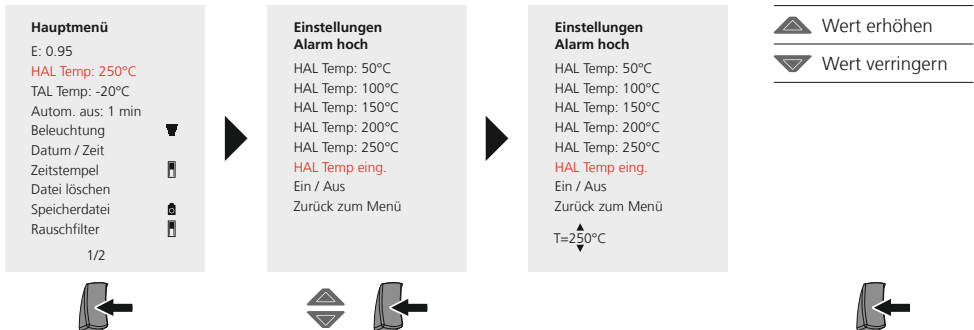 Hauptmenü
E: 0.95
HAL Temp: 250°C
TAL Temp: -20°C
Autom. aus: 1 min
Beleuchtung
Datum / Zeit
Zeitstempel
Datei löschen
Speicherdatei
Rauschfilter
1/2
Einstellungen
Alarm hoch
HAL Temp: 50°C
HAL Temp: 100°C
HAL Temp: 150°C
HAL Temp: 200°C
HAL Temp: 250°C
HAL Temp eing.
Ein / Aus
Zurück zum Menü
Einstellungen
Alarm hoch
HAL Temp: 50°C
HAL Temp: 100°C
HAL Temp: 150°C
HAL Temp: 200°C
HAL Temp: 250°C
HAL Temp eing.
Ein / Aus
Zurück zum Menü
T=250°C
Wert erhöhen
Wert verringern